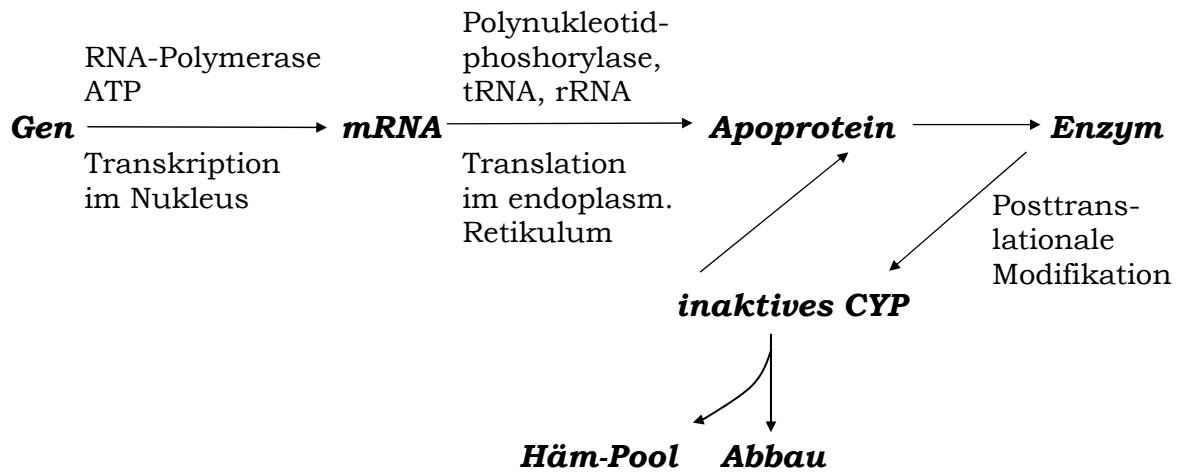 RNA-Polymerase
ATP
Polynukleotid-
phoshorylase,
tRNA, rRNA
Gen
mRNA
Apoprotein
Enzym
Transkription
im Nukleus
Translation
im endoplasm.
Retikulum
Posttrans-
lationale
Modifikation
inaktives CYP
Häm-Pool
Abbau